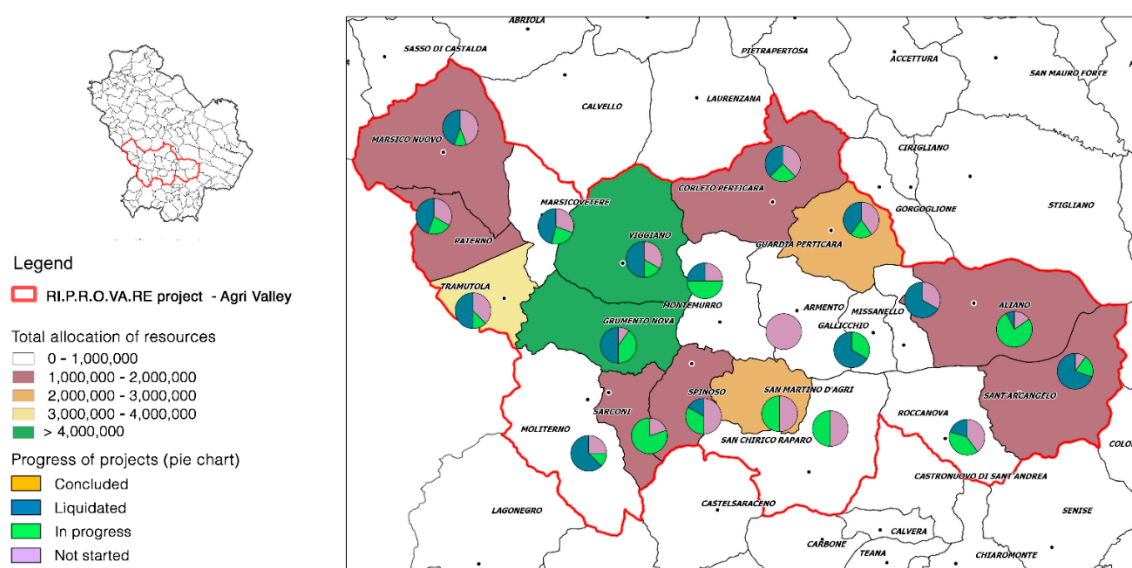 Legend
RI.P.R.O.VA.RE project - Agri Valley
Total allocation of resources
0 - 1,000,000
1,000,000 - 2,000,000
2,000,000 - 3,000,000
3,000,000 - 4,000,000
> 4,000,000
Progress of projects (pie chart)
Concluded
Liquidated
In progress
Not started
ABRIOLA
SASSO DI CASTALDA
PIETRAPERTOSA
ACCETTURA
SAN MAURO FORTE
CALVELLO
LAURENZANA
MARSICO NUOVO
CIRIGLIANO
CORLETO PERTICARA
MARSICOVETERE
GORGOGLIONE
STIGLIANO
VIGGIANO
PATERNO
GUARDIA PERTICARA
TRAMUTOLA
MONTEMURRO
ARMENTO
MISSANELLO
ALIANO
GRUMENTO NOVA
GALLICCHIO
SPINOSO
SAN MARTINO D'AGRI
SANT ARCANGELO
SARCONI
ROCCANOVA
MOLITERNO
SAN CHIRICO RAPARO
COLO
CASTRONUOVO DI SANT ANDREA
CASTELSARACENO
LAGONEGRO
SENISE
CALVERA
CARBONE
TEANA
CHIAROMONTE